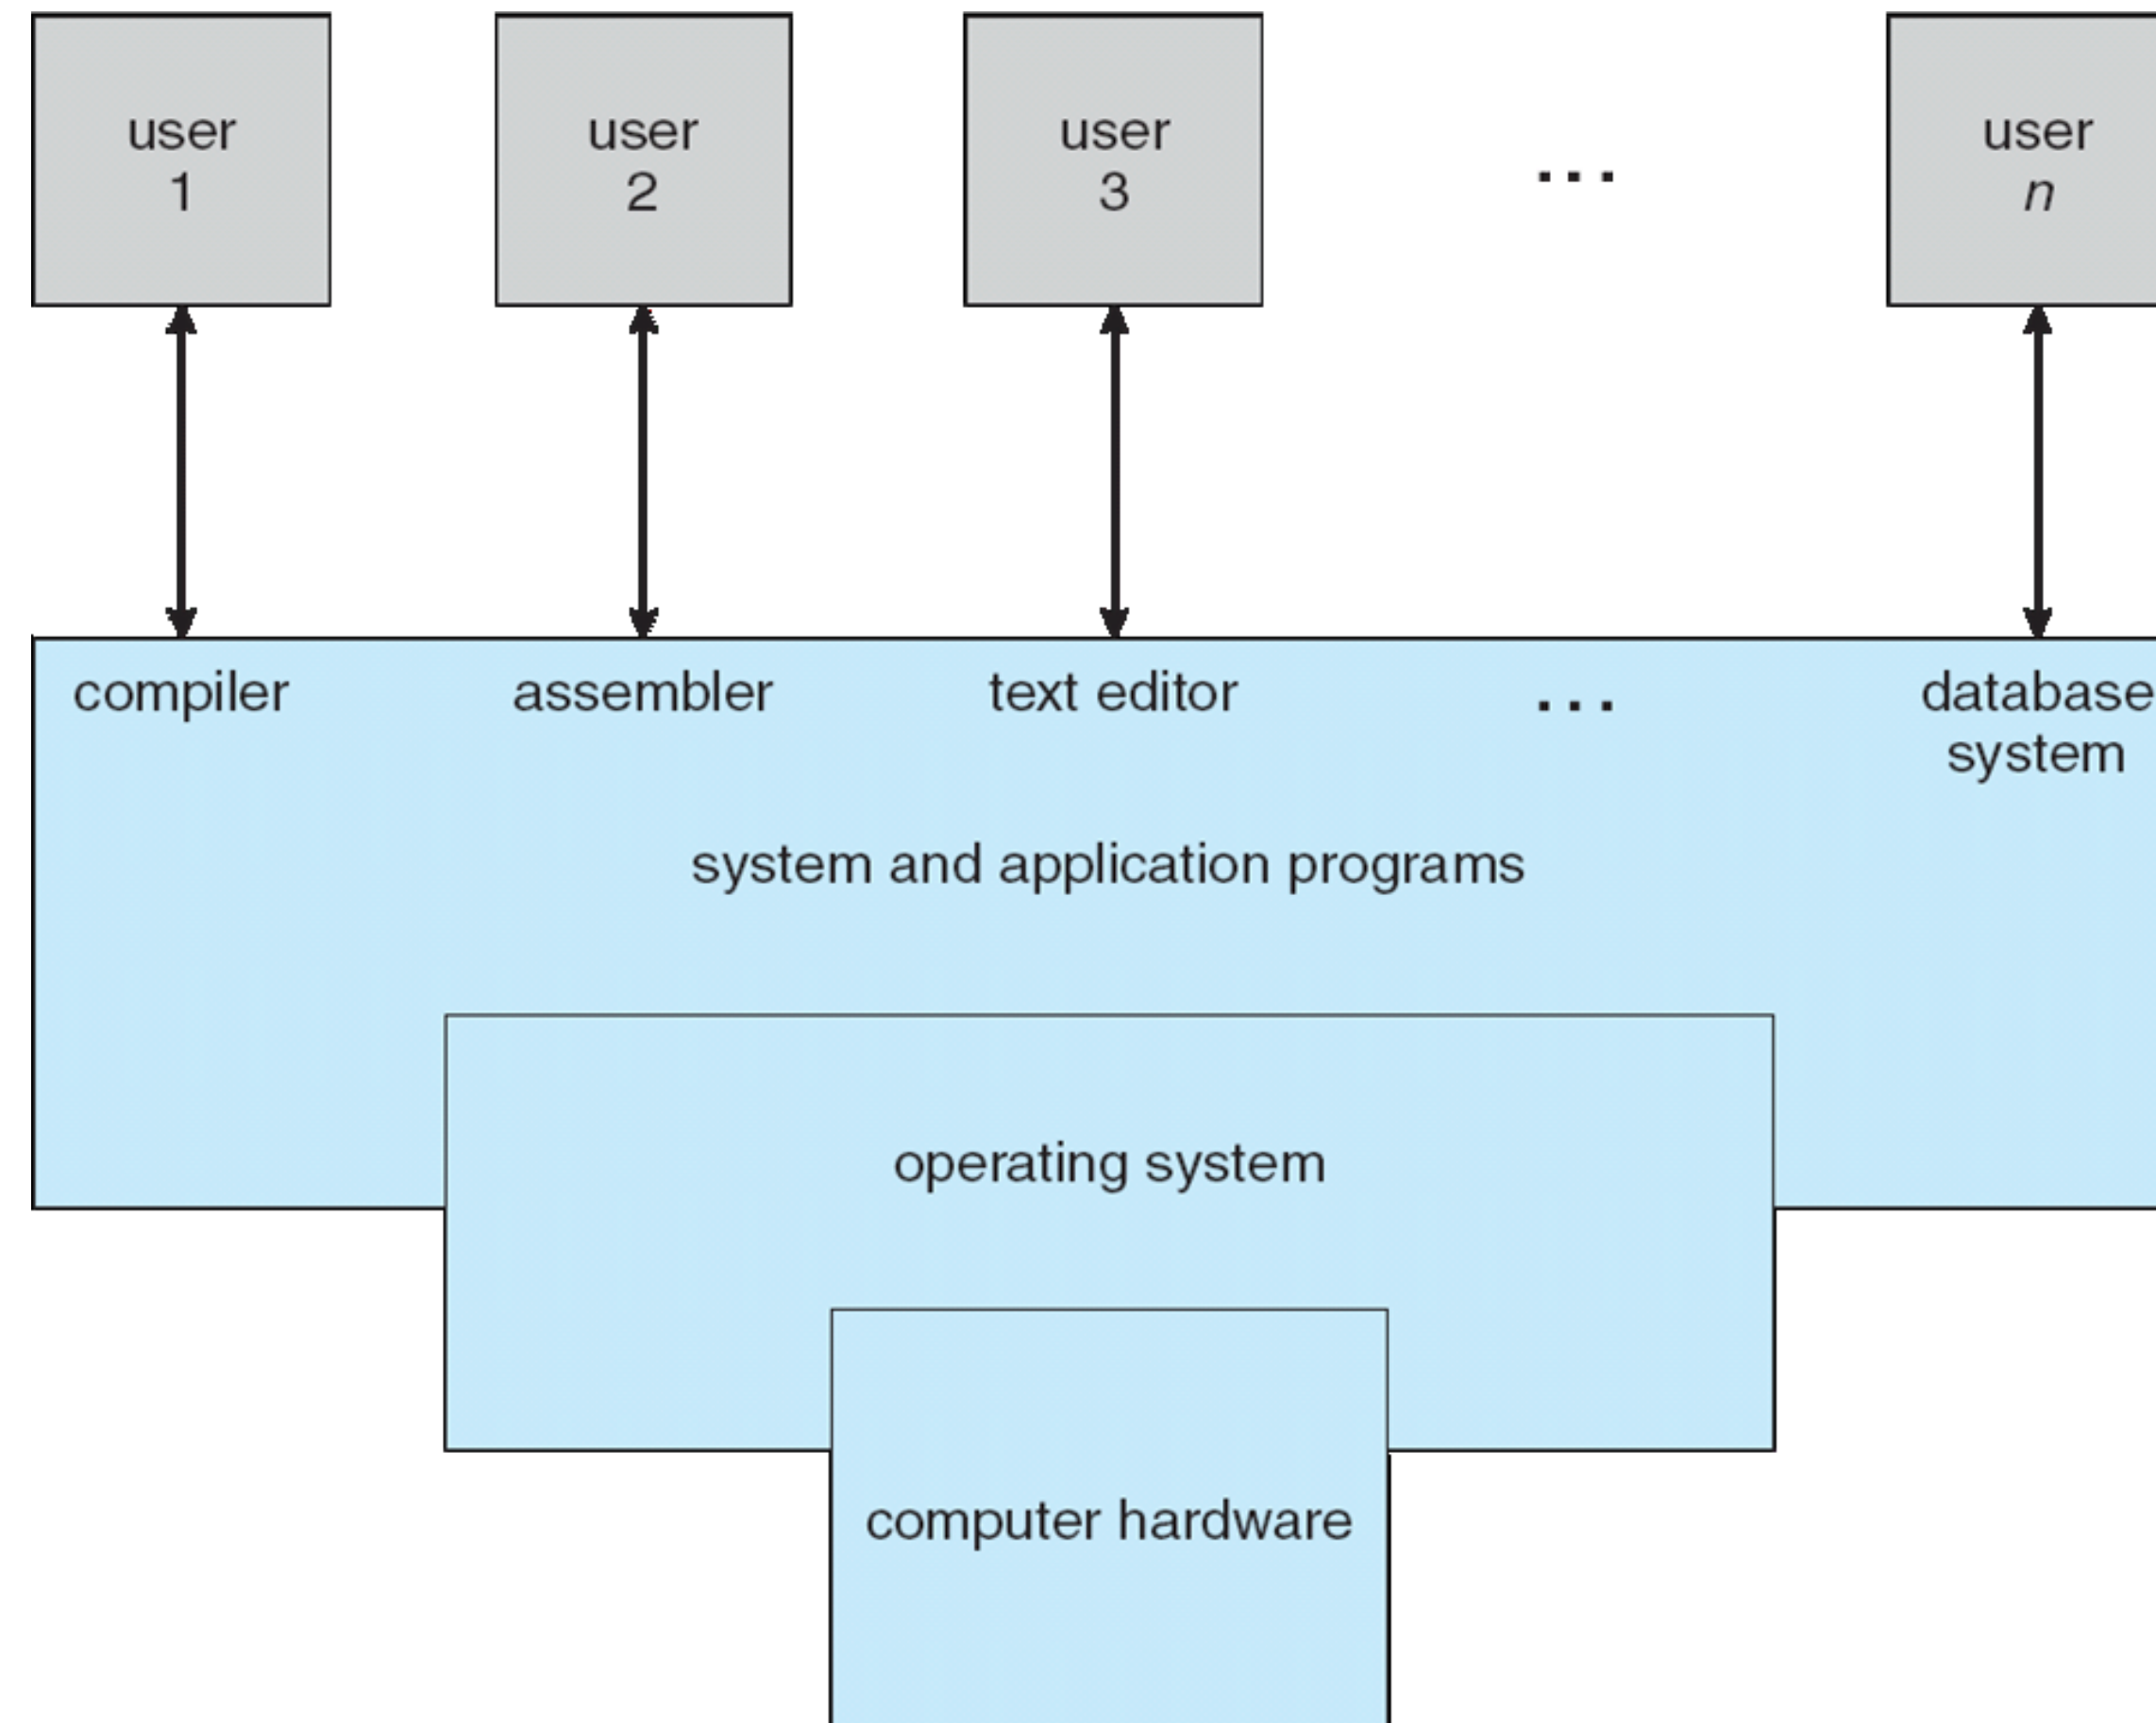 user
1
user
2
user
3
...
user
n
compiler
assembler
text editor
...
database
system
system and application programs
operating system
computer hardware